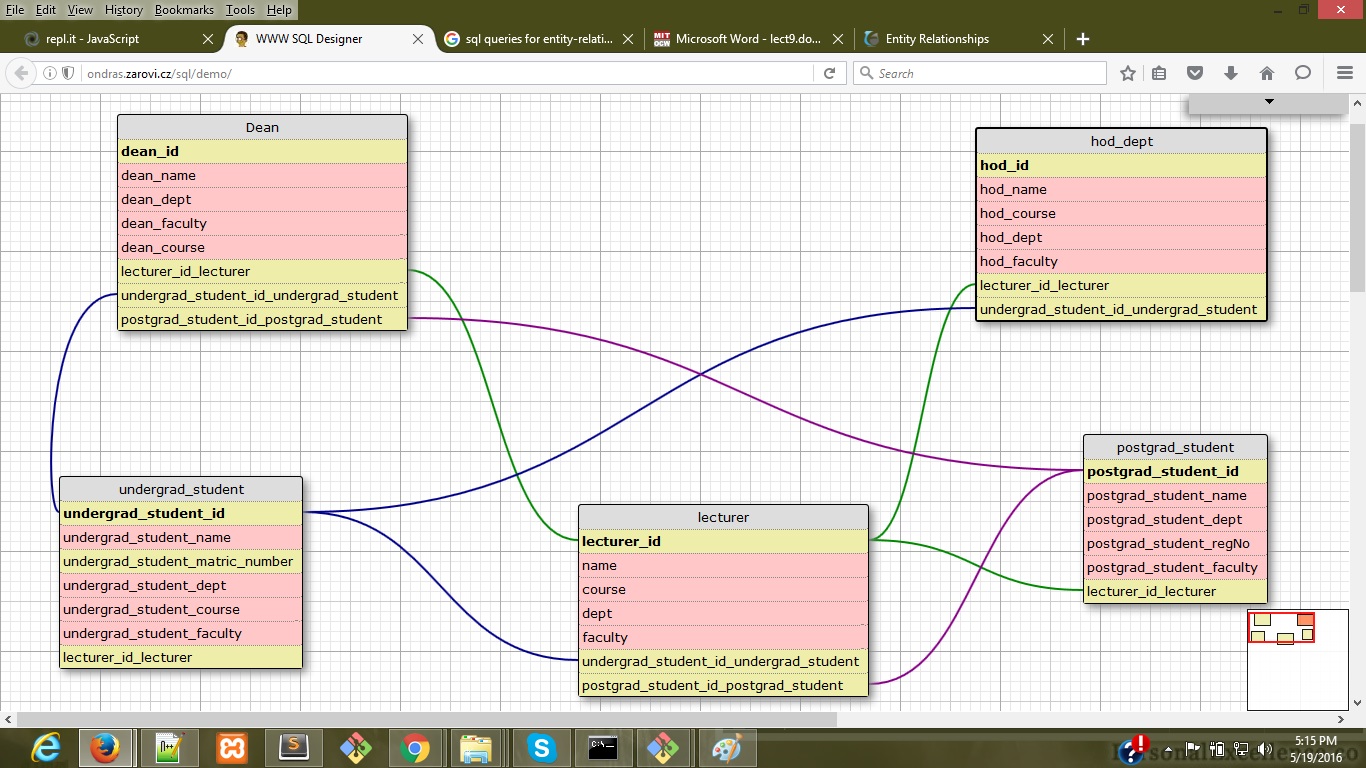 File Edit View History Bookmarks Tools Help
repl.it - JavaScript
WWW SQL Designer
sql queries for entity-relati...
MIT OCW
Microsoft Word - lect9.do...
Entity Relationships
ondras.zarovi.cz/sql/demo/
Search
Dean
dean_id
dean_name
dean_dept
dean_faculty
dean_course
lecturer_id_lecturer
undergrad_student_id_undergrad_student
postgrad_student_id_postgrad_student
hod_dept
hod_id
hod_name
hod_course
hod_dept
hod_faculty
lecturer_id_lecturer
undergrad_student_id_undergrad_student
undergrad_student
undergrad_student_id
undergrad_student_name
undergrad_student_matric_number
undergrad_student_dept
undergrad_student_course
undergrad_student_faculty
lecturer_id_lecturer
lecturer
lecturer_id
name
course
dept
faculty
undergrad_student_id_undergrad_student
postgrad_student_id_postgrad_student
postgrad_student
postgrad_student_id
postgrad_student_name
postgrad_student_dept
postgrad_student_regNo
postgrad_student_faculty
lecturer_id_lecturer
5:15 PM
5/19/2016